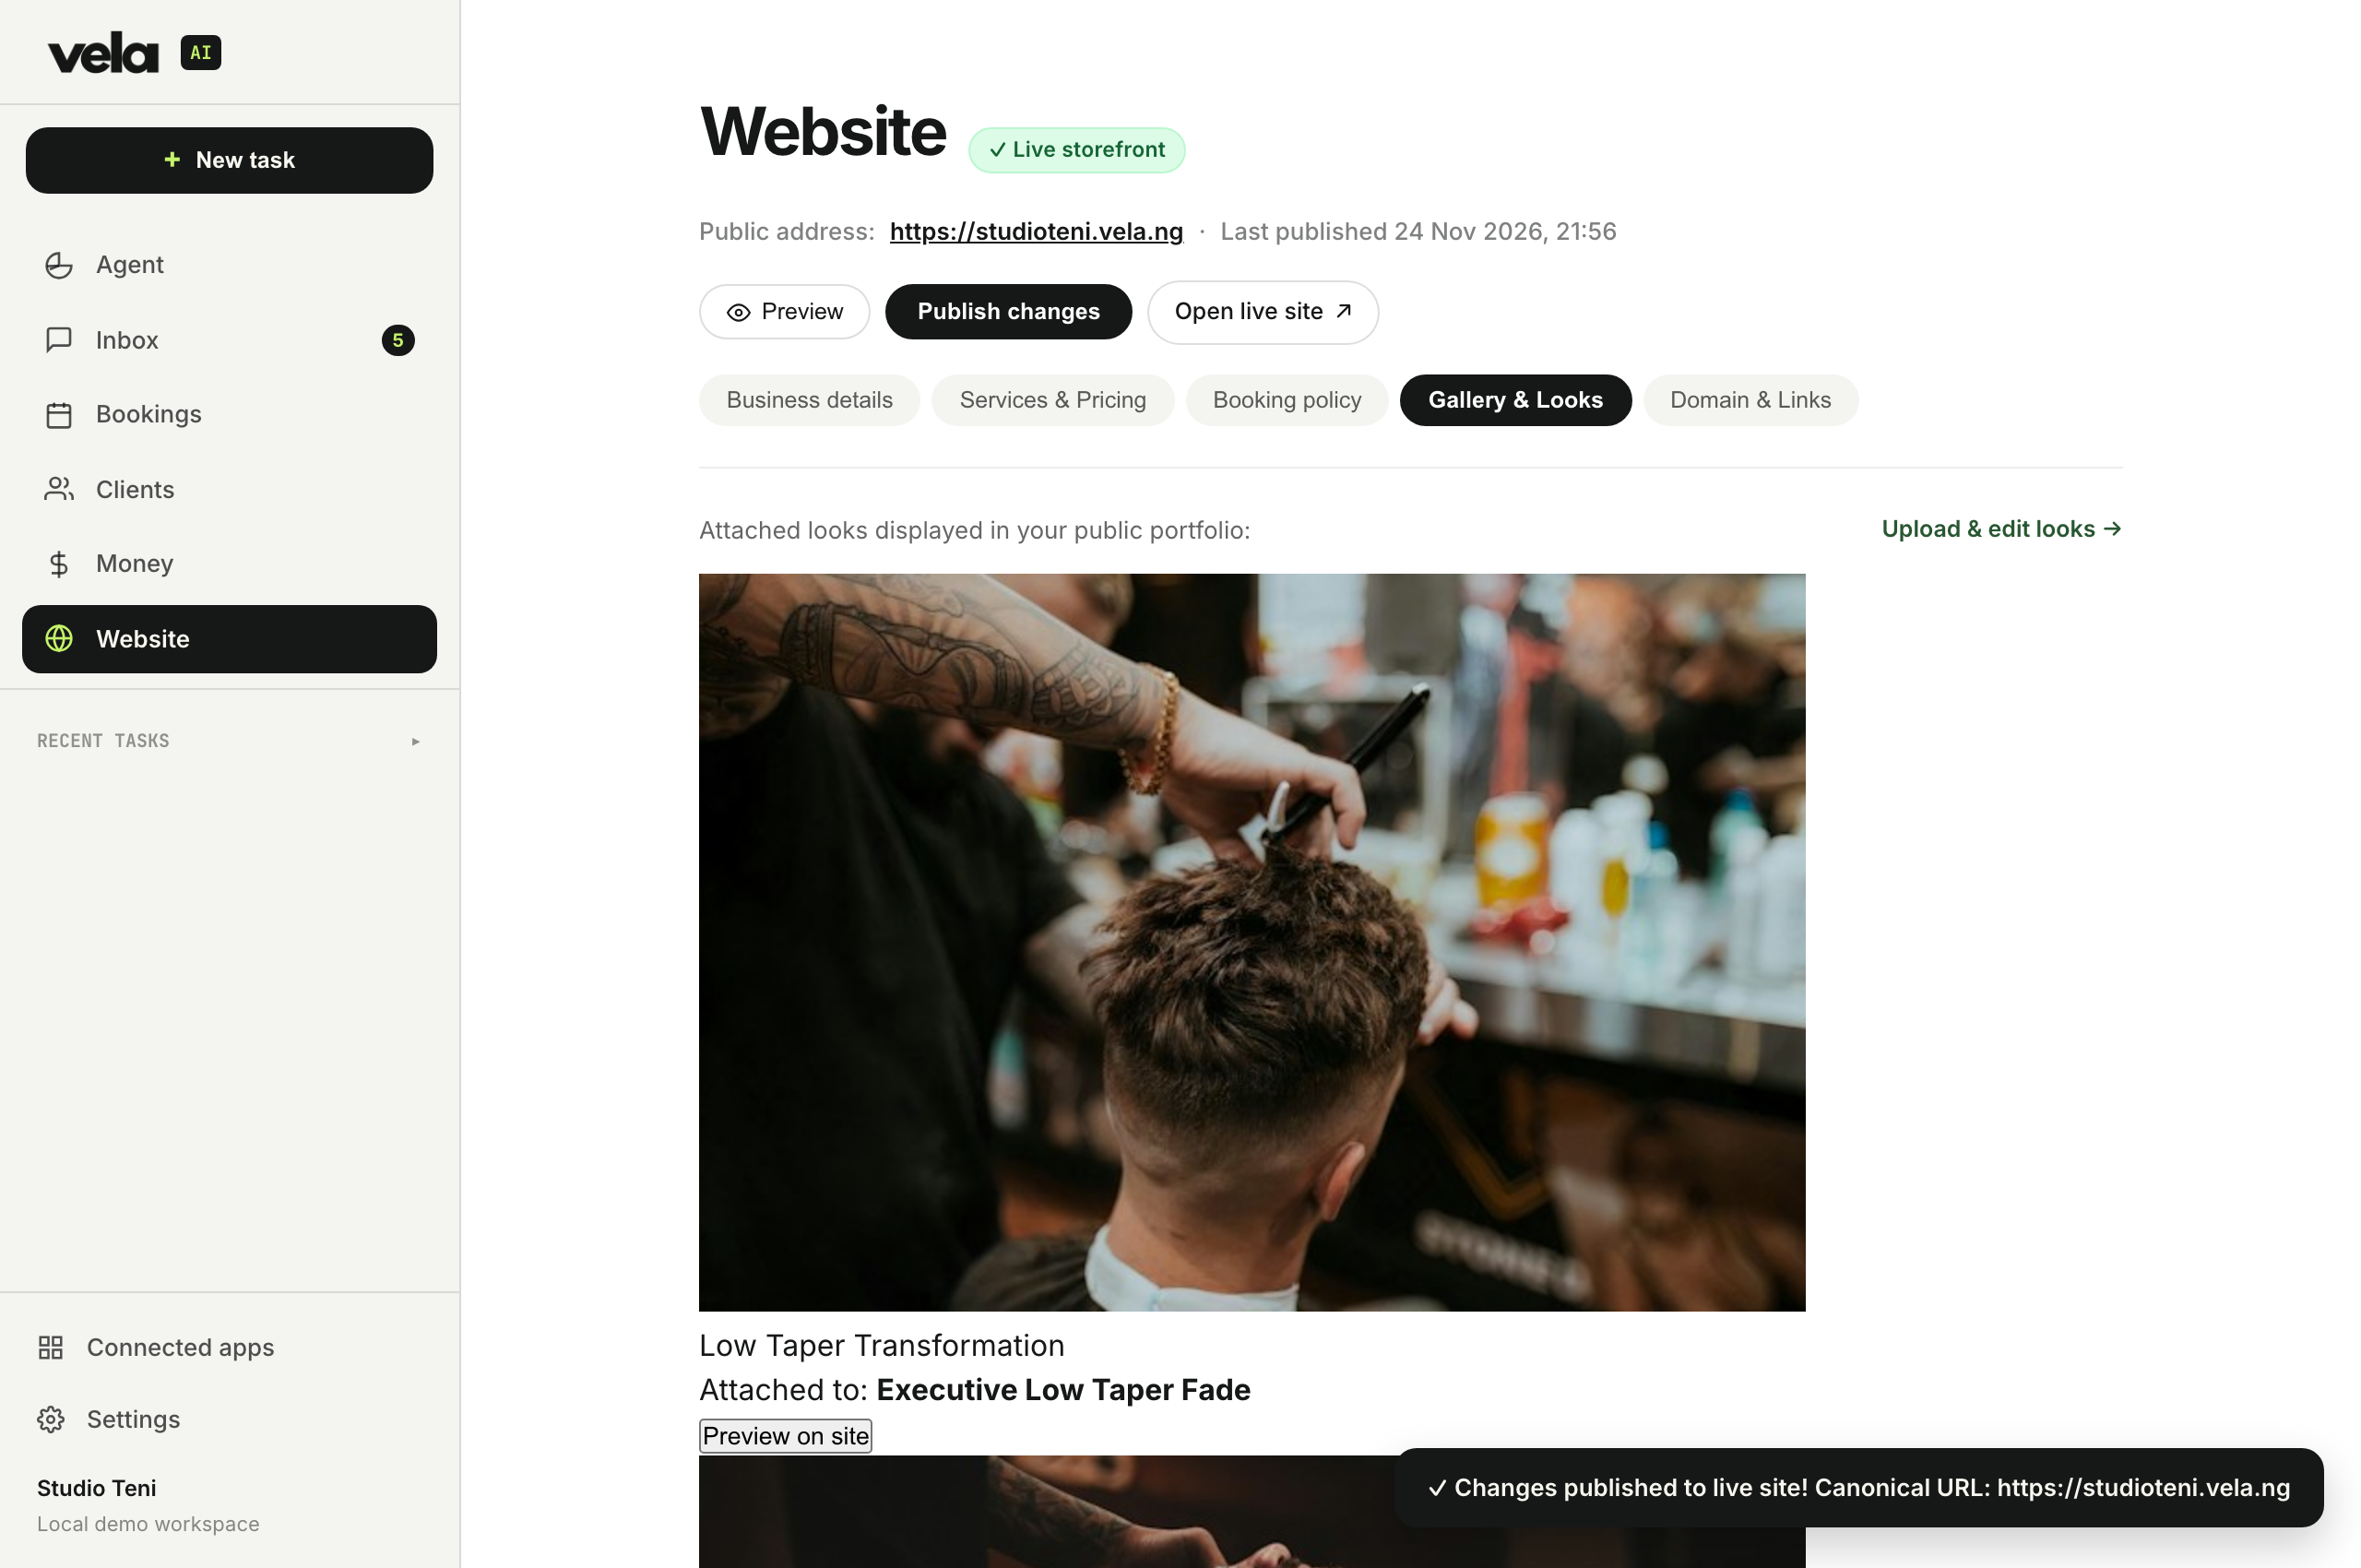 vela AI
+ New task
Agent
Inbox 5
Bookings
Clients
Money
Website
RECENT TASKS
Connected apps
Settings
Studio Teni
Local demo workspace
Website ✓ Live storefront
Public address: https://studioteni.vela.ng · Last published 24 Nov 2026, 21:56
Preview Publish changes Open live site ↗
Business details Services & Pricing Booking policy Gallery & Looks Domain & Links
Attached looks displayed in your public portfolio: Upload & edit looks →
Low Taper Transformation
Attached to: Executive Low Taper Fade
Preview on site
✓ Changes published to live site! Canonical URL: https://studioteni.vela.ng